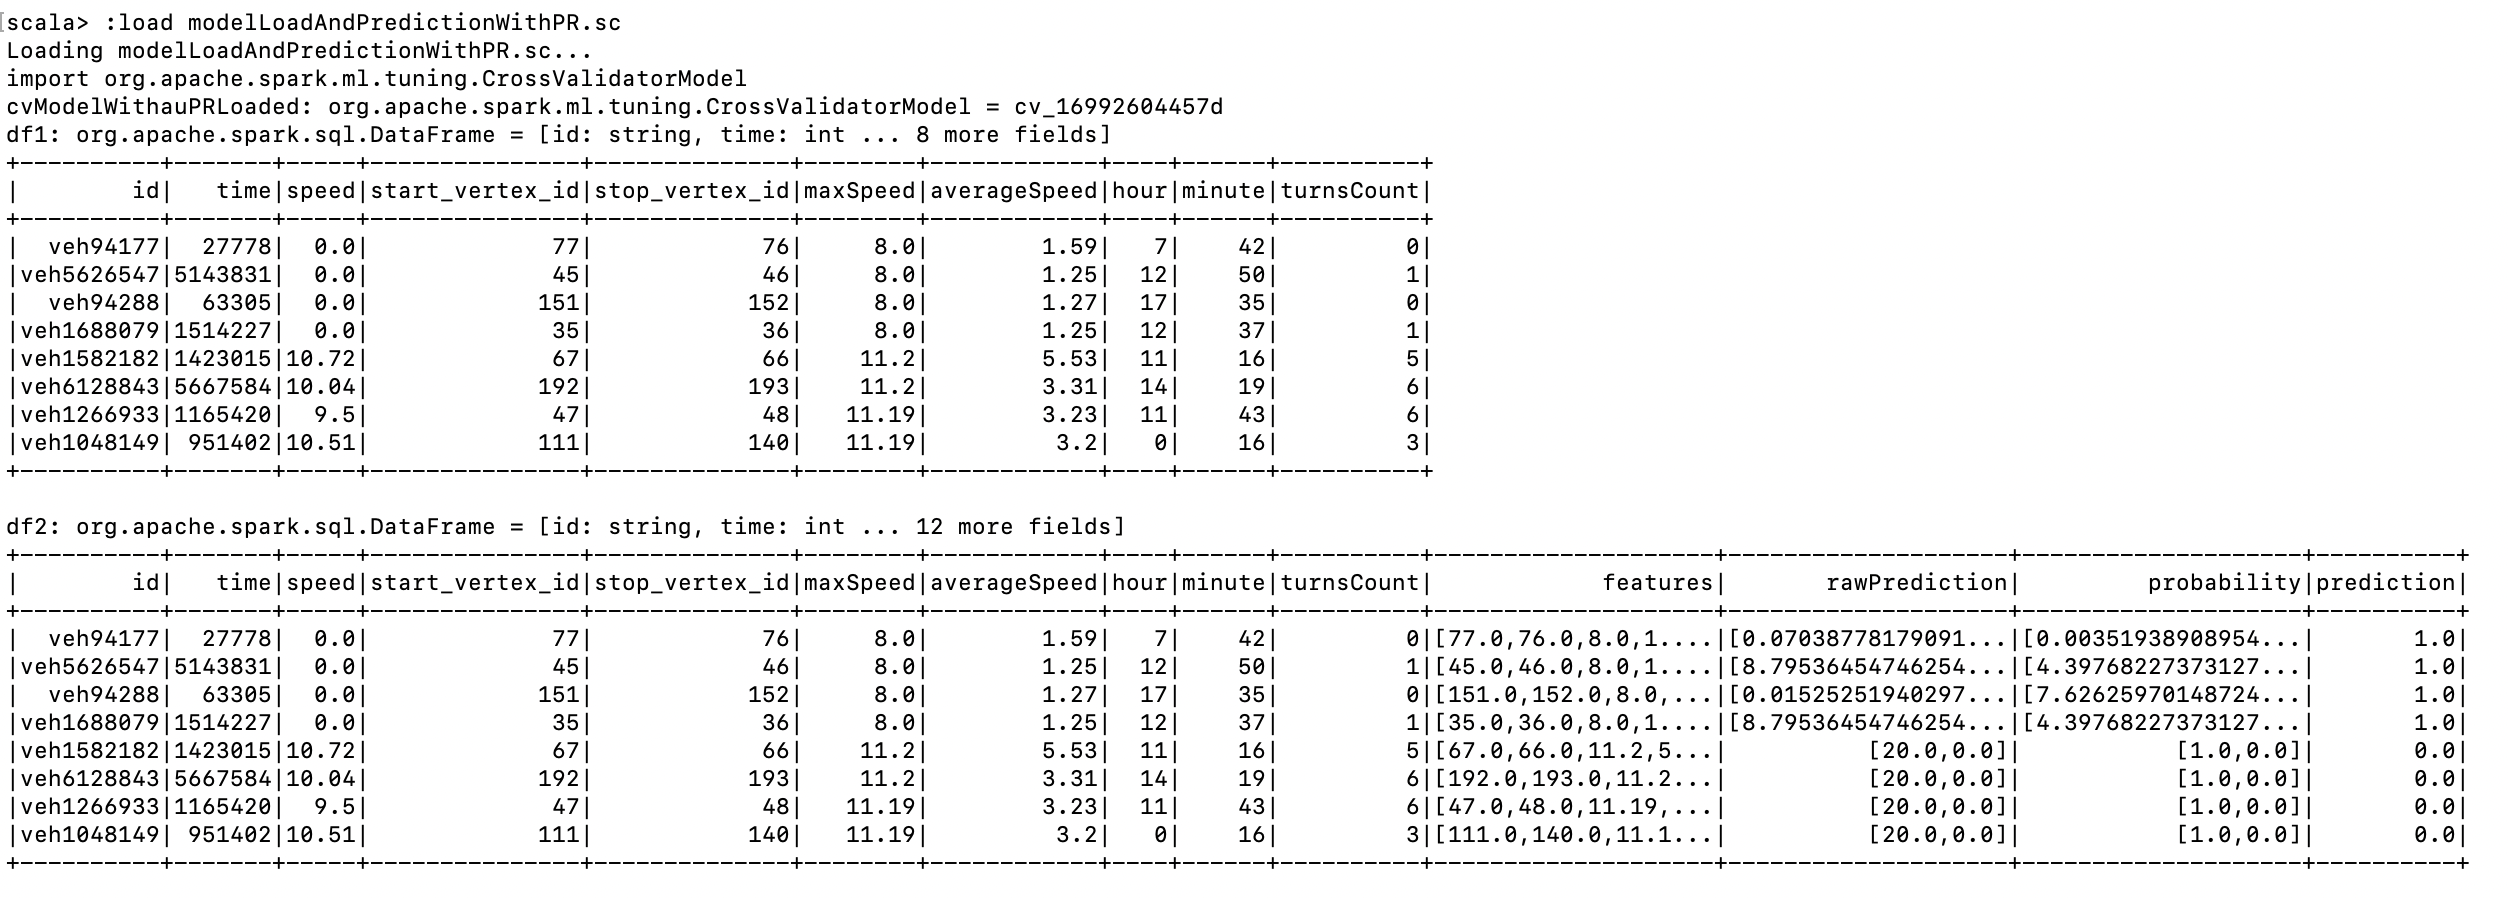 scala> :load modelLoadAndPredictionWithPR.sc
Loading modelLoadAndPredictionWithPR.sc...
import org.apache.spark.ml.tuning.CrossValidatorModel
cvModelWithauPRLoaded: org.apache.spark.ml.tuning.CrossValidatorModel = cv_16992604457d
df1: org.apache.spark.sql.DataFrame = [id: string, time: int ... 8 more fields]
+----------+-------+-----+---------------+--------------+--------+------------+----+------+----------+
|        id|   time|speed|start_vertex_id|stop_vertex_id|maxSpeed|averageSpeed|hour|minute|turnsCount|
+----------+-------+-----+---------------+--------------+--------+------------+----+------+----------+
|  veh94177|  27778|  0.0|             77|            76|     8.0|        1.59|   7|    42|         0|
|veh5626547|5143831|  0.0|             45|            46|     8.0|        1.25|  12|    50|         1|
|  veh94288|  63305|  0.0|            151|           152|     8.0|        1.27|  17|    35|         0|
|veh1688079|1514227|  0.0|             35|            36|     8.0|        1.25|  12|    37|         1|
|veh1582182|1423015|10.72|             67|            66|    11.2|        5.53|  11|    16|         5|
|veh6128843|5667584|10.04|            192|           193|    11.2|        3.31|  14|    19|         6|
|veh1266933|1165420|  9.5|             47|            48|   11.19|        3.23|  11|    43|         6|
|veh1048149| 951402|10.51|            111|           140|   11.19|         3.2|   0|    16|         3|
+----------+-------+-----+---------------+--------------+--------+------------+----+------+----------+
df2: org.apache.spark.sql.DataFrame = [id: string, time: int ... 12 more fields]
+----------+-------+-----+---------------+--------------+--------+------------+----+------+----------+--------------------+--------------------+--------------------+----------+
|        id|   time|speed|start_vertex_id|stop_vertex_id|maxSpeed|averageSpeed|hour|minute|turnsCount|            features|       rawPrediction|         probability|prediction|
+----------+-------+-----+---------------+--------------+--------+------------+----+------+----------+--------------------+--------------------+--------------------+----------+
|  veh94177|  27778|  0.0|             77|            76|     8.0|        1.59|   7|    42|         0|[77.0,76.0,8.0,1....|[0.07038778179091...|[0.00351938908954...|       1.0|
|veh5626547|5143831|  0.0|             45|            46|     8.0|        1.25|  12|    50|         1|[45.0,46.0,8.0,1....|[8.79536454746254...|[4.39768227373127...|       1.0|
|  veh94288|  63305|  0.0|            151|           152|     8.0|        1.27|  17|    35|         0|[151.0,152.0,8.0,...|[0.01525251940297...|[7.62625970148724...|       1.0|
|veh1688079|1514227|  0.0|             35|            36|     8.0|        1.25|  12|    37|         1|[35.0,36.0,8.0,1....|[8.79536454746254...|[4.39768227373127...|       1.0|
|veh1582182|1423015|10.72|             67|            66|    11.2|        5.53|  11|    16|         5|[67.0,66.0,11.2,5...|          [20.0,0.0]|           [1.0,0.0]|       0.0|
|veh6128843|5667584|10.04|            192|           193|    11.2|        3.31|  14|    19|         6|[192.0,193.0,11.2...|          [20.0,0.0]|           [1.0,0.0]|       0.0|
|veh1266933|1165420|  9.5|             47|            48|   11.19|        3.23|  11|    43|         6|[47.0,48.0,11.19,...|          [20.0,0.0]|           [1.0,0.0]|       0.0|
|veh1048149| 951402|10.51|            111|           140|   11.19|         3.2|   0|    16|         3|[111.0,140.0,11.1...|          [20.0,0.0]|           [1.0,0.0]|       0.0|
+----------+-------+-----+---------------+--------------+--------+------------+----+------+----------+--------------------+--------------------+--------------------+----------+